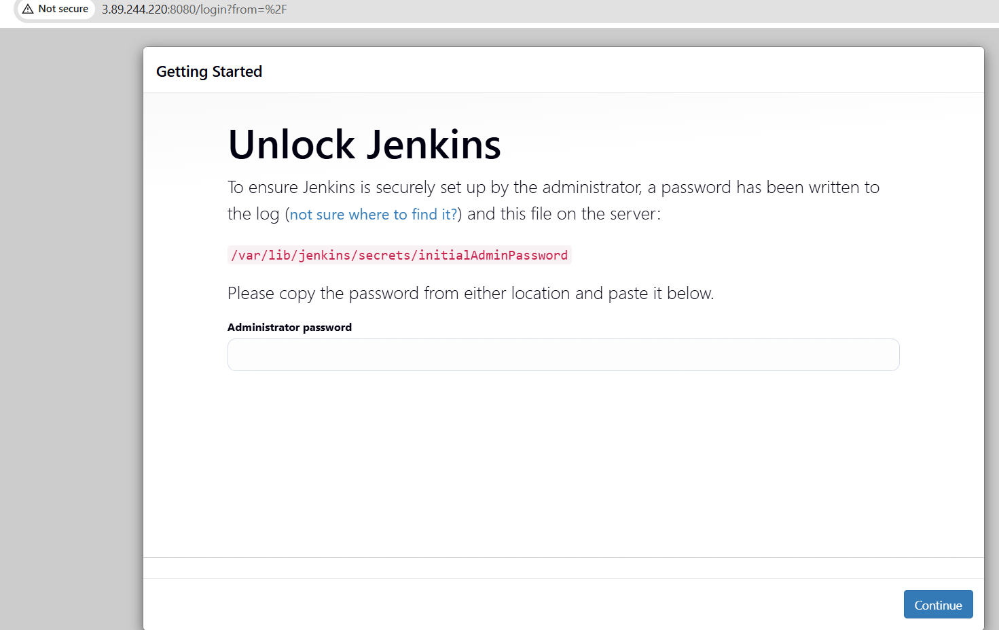 Not secure 3.89.244.220:8080/login?from=%2F
Getting Started
Unlock Jenkins
To ensure Jenkins is securely set up by the administrator, a password has been written to
the log (not sure where to find it?) and this file on the server:
/var/lib/jenkins/secrets/initialAdminPassword
Please copy the password from either location and paste it below.
Administrator password
Continue